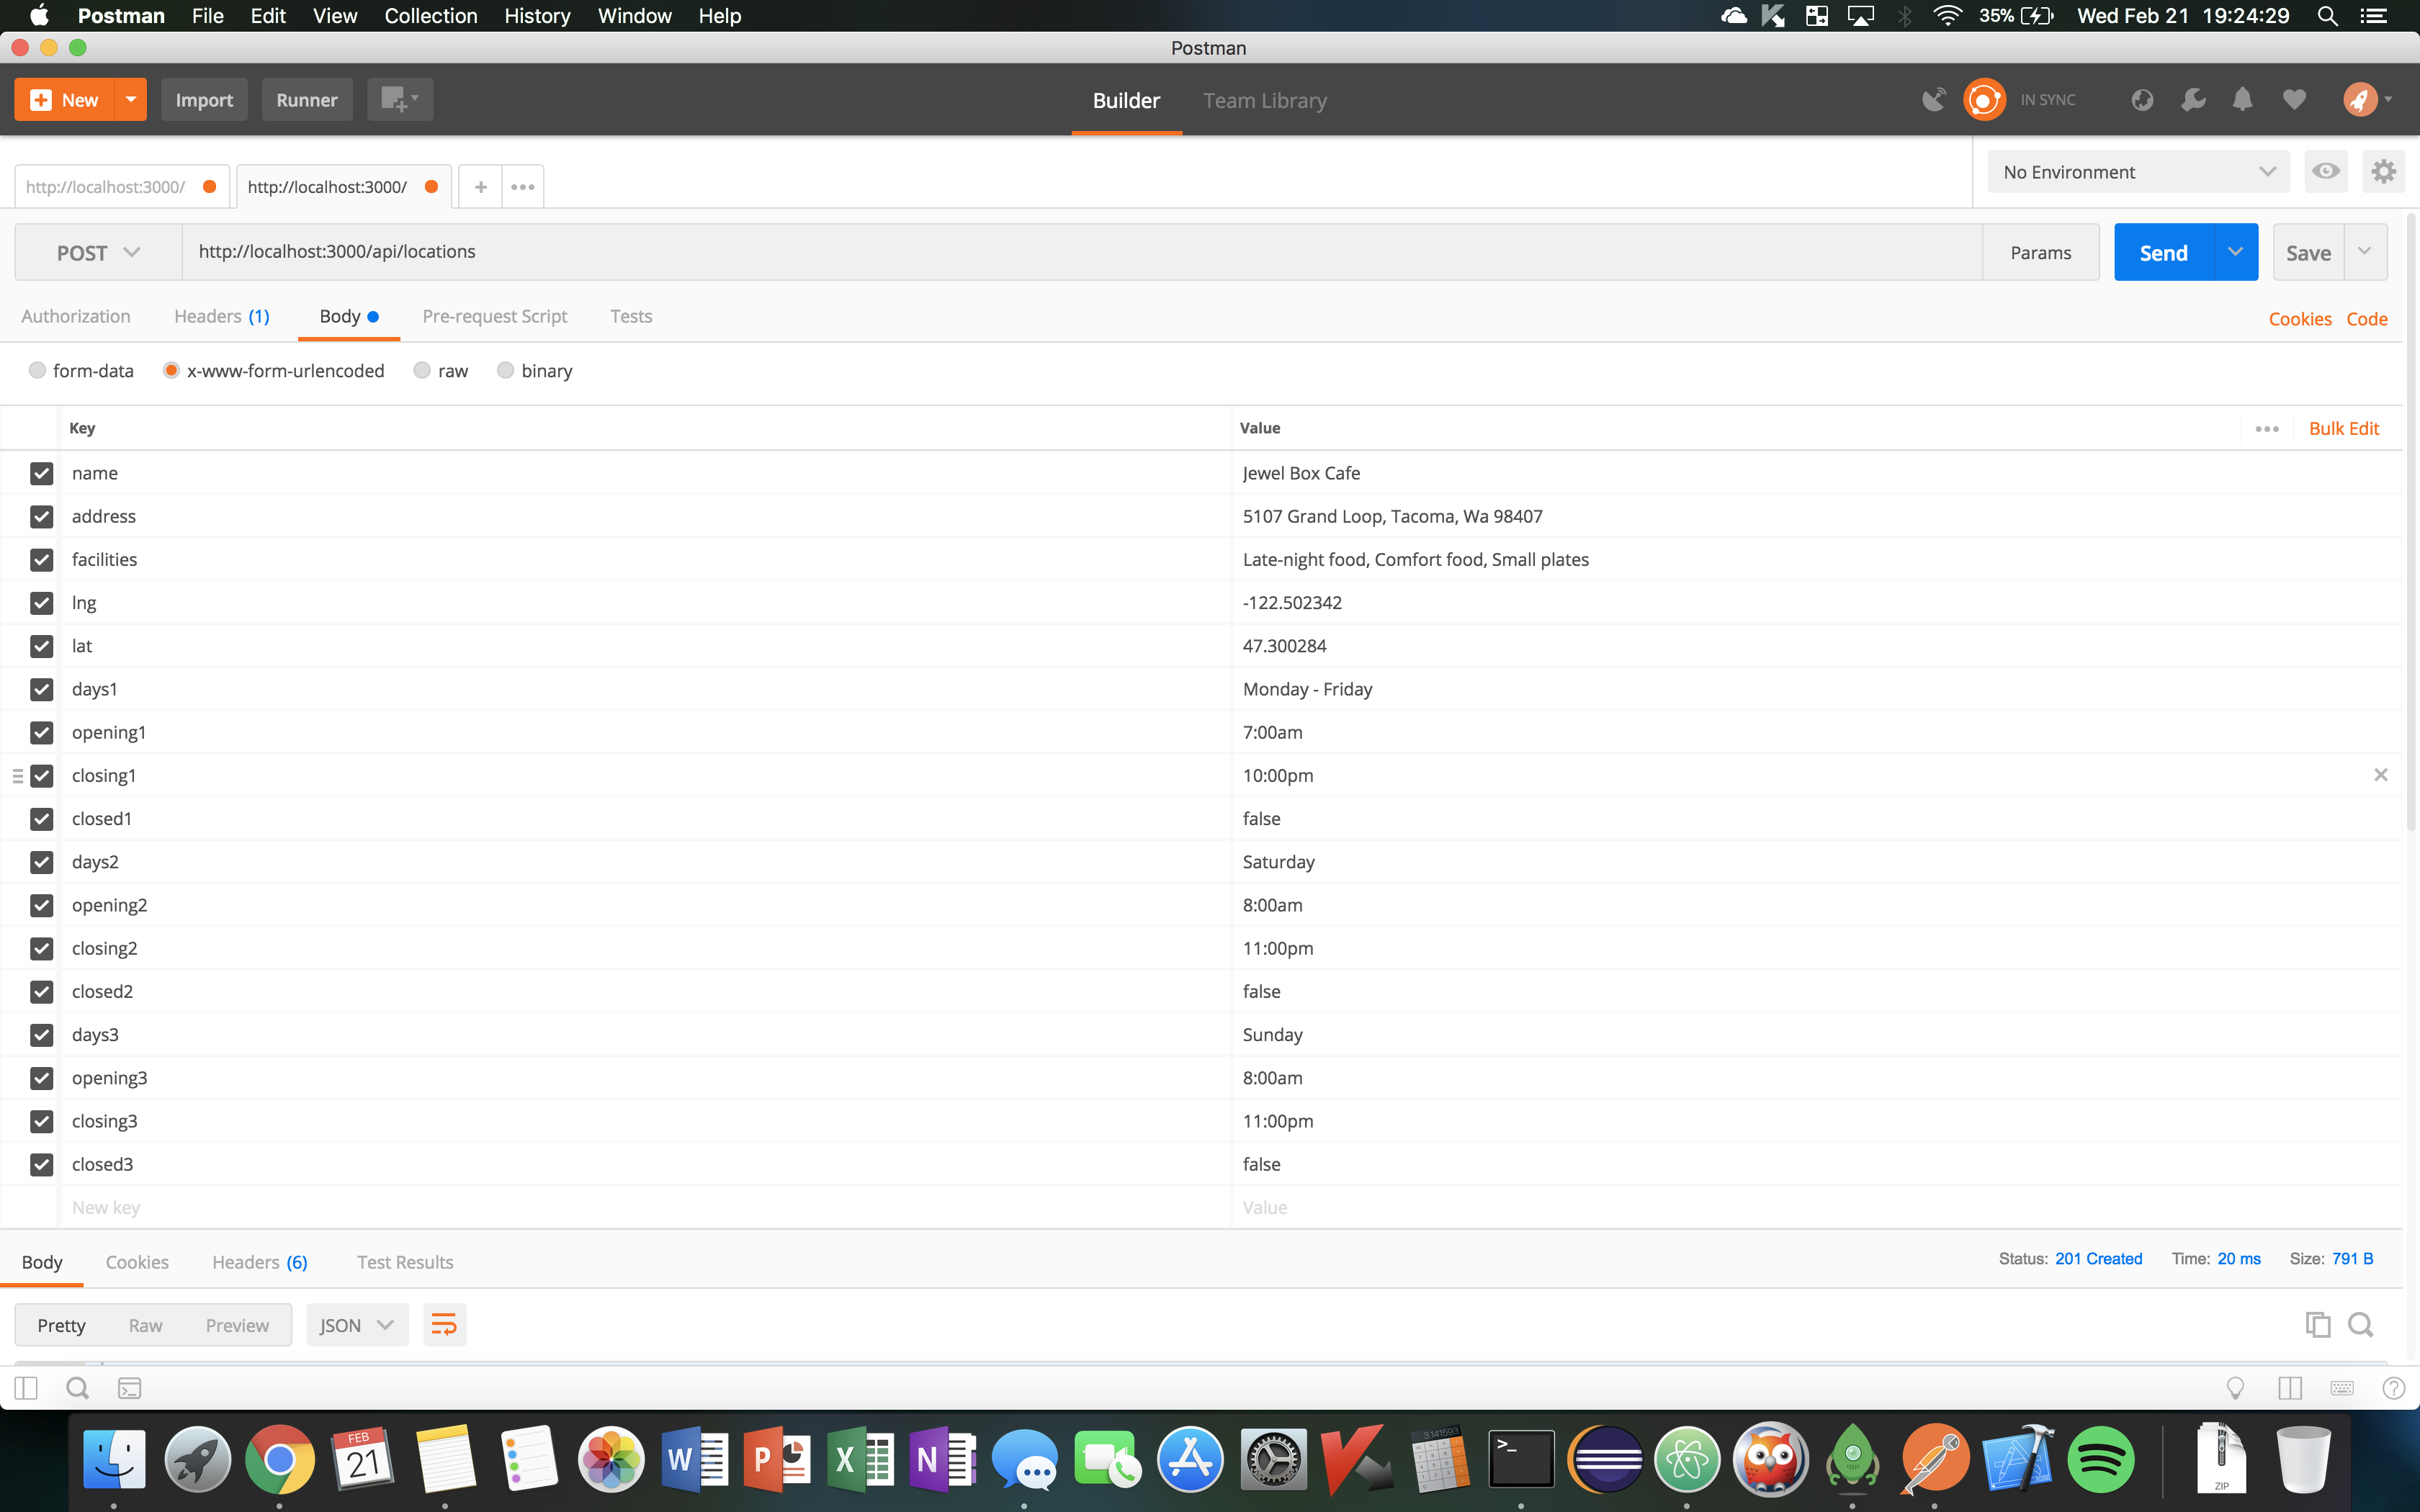 Postman File Edit View Collection History Window Help 35% Wed Feb 21 19:24:29
Postman
New Import Runner Builder Team Library IN SYNC
http://localhost:3000/ http://localhost:3000/ + No Environment
POST http://localhost:3000/api/locations Params Send Save
Authorization Headers (1) Body Pre-request Script Tests Cookies Code
form-data x-www-form-urlencoded raw binary
Key Value Bulk Edit
name Jewel Box Cafe
address 5107 Grand Loop, Tacoma, Wa 98407
facilities Late-night food, Comfort food, Small plates
lng -122.502342
lat 47.300284
days1 Monday - Friday
opening1 7:00am
closing1 10:00pm
closed1 false
days2 Saturday
opening2 8:00am
closing2 11:00pm
closed2 false
days3 Sunday
opening3 8:00am
closing3 11:00pm
closed3 false
New key Value
Body Cookies Headers (6) Test Results Status: 201 Created Time: 20 ms Size: 791 B
Pretty Raw Preview JSON
FEB
21
W P X N
3.141593
>_
ZIP